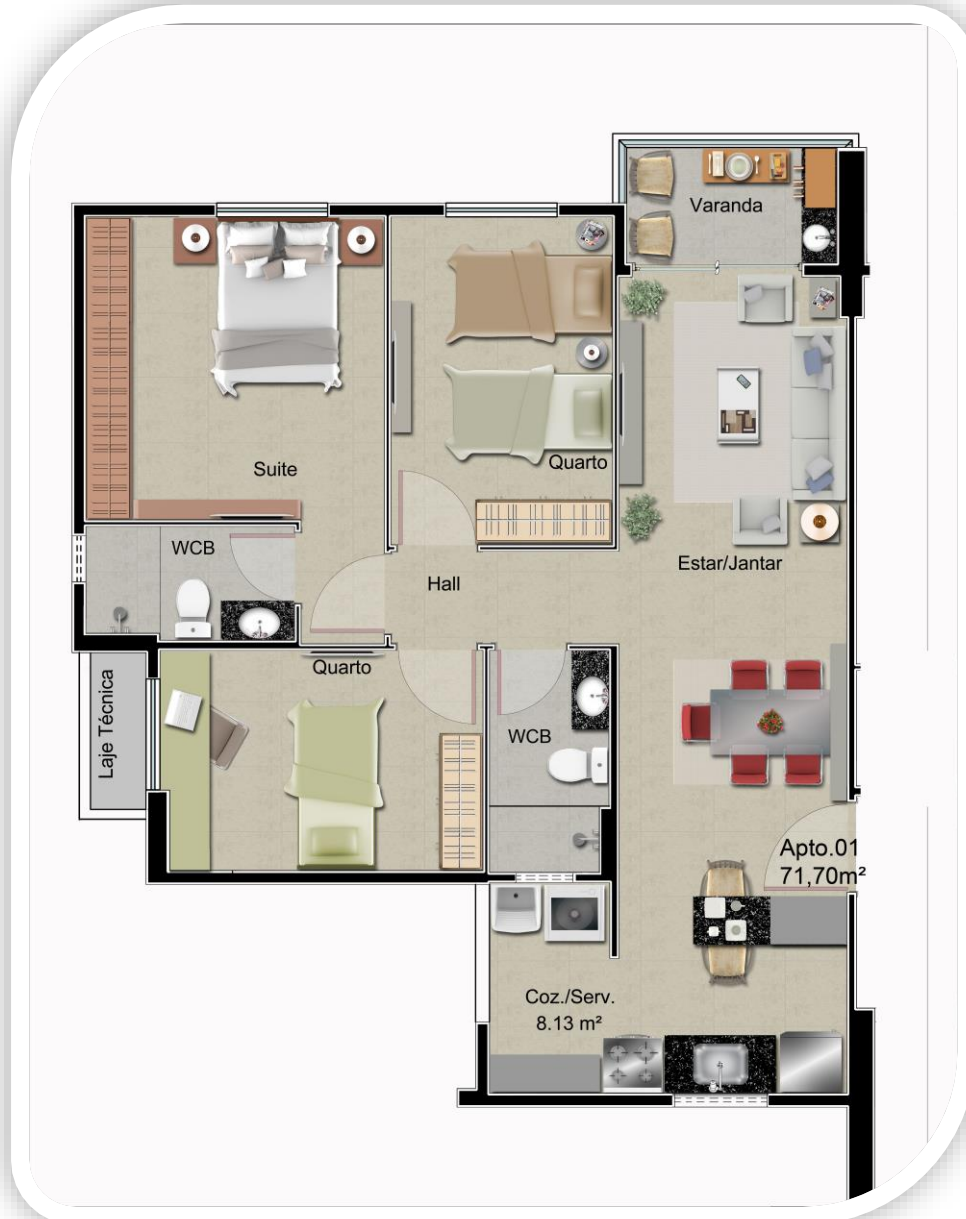 Varanda
Suite
Quarto
WCB
Hall
Estar/Jantar
Quarto
Laje Técnica
WCB
Apto.01
71,70m²
Coz./Serv.
8.13 m²